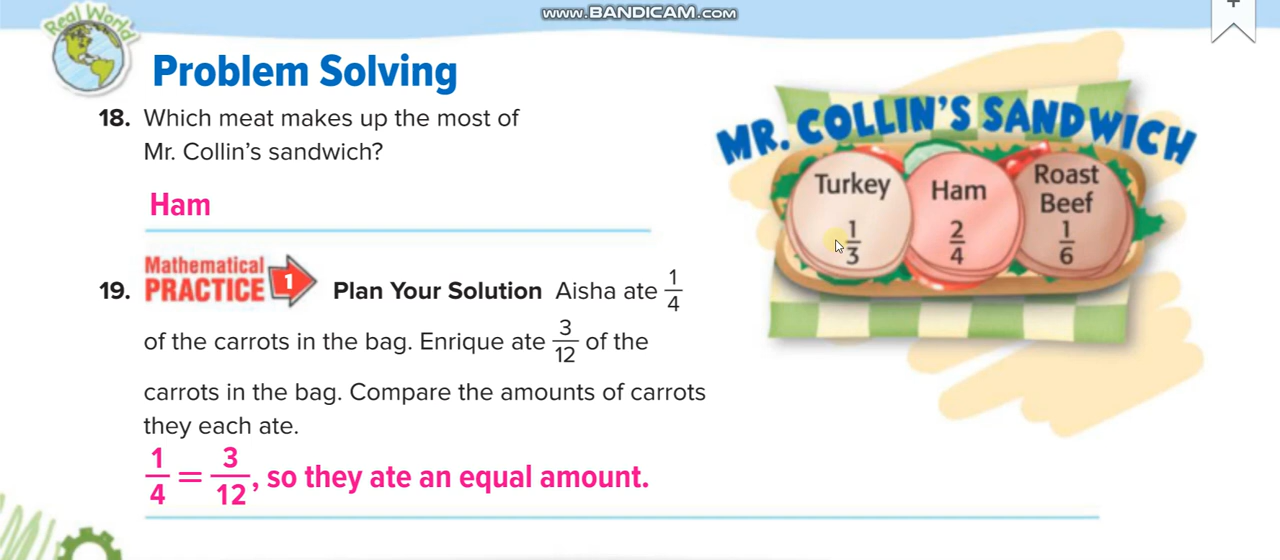 www.BANDICAM.com
Real World
Problem Solving
18. Which meat makes up the most of
Mr. Collin's sandwich?
Ham
MR. COLLIN'S SANDWICH
Turkey
1/3
Ham
2/4
Roast
Beef
1/6
19. Mathematical
PRACTICE 1 Plan Your Solution Aisha ate 1/4
of the carrots in the bag. Enrique ate 3/12 of the
carrots in the bag. Compare the amounts of carrots
they each ate.
1/4 = 3/12, so they ate an equal amount.